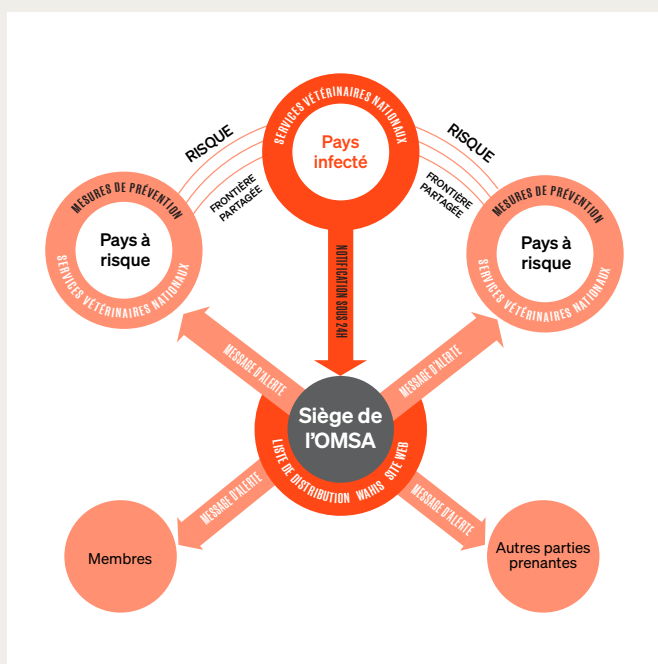 SERVICES VÉTÉRINAIRES NATIONAUX
Pays
infecté
RISQUE
RISQUE
FRONTIÈRE
PARTAGÉE
FRONTIÈRE
PARTAGÉE
MESURES DE PRÉVENTION
Pays à
risque
SERVICES VÉTÉRINAIRES NATIONAUX
MESURES DE PRÉVENTION
Pays à
risque
SERVICES VÉTÉRINAIRES NATIONAUX
NOTIFICATION SOUS 24H
MESSAGE D'ALERTE
MESSAGE D'ALERTE
Siège de
l'OMSA
LISTE DE DISTRIBUTION WAHIS SITE WEB
MESSAGE D'ALERTE
MESSAGE D'ALERTE
Membres
Autres parties
prenantes